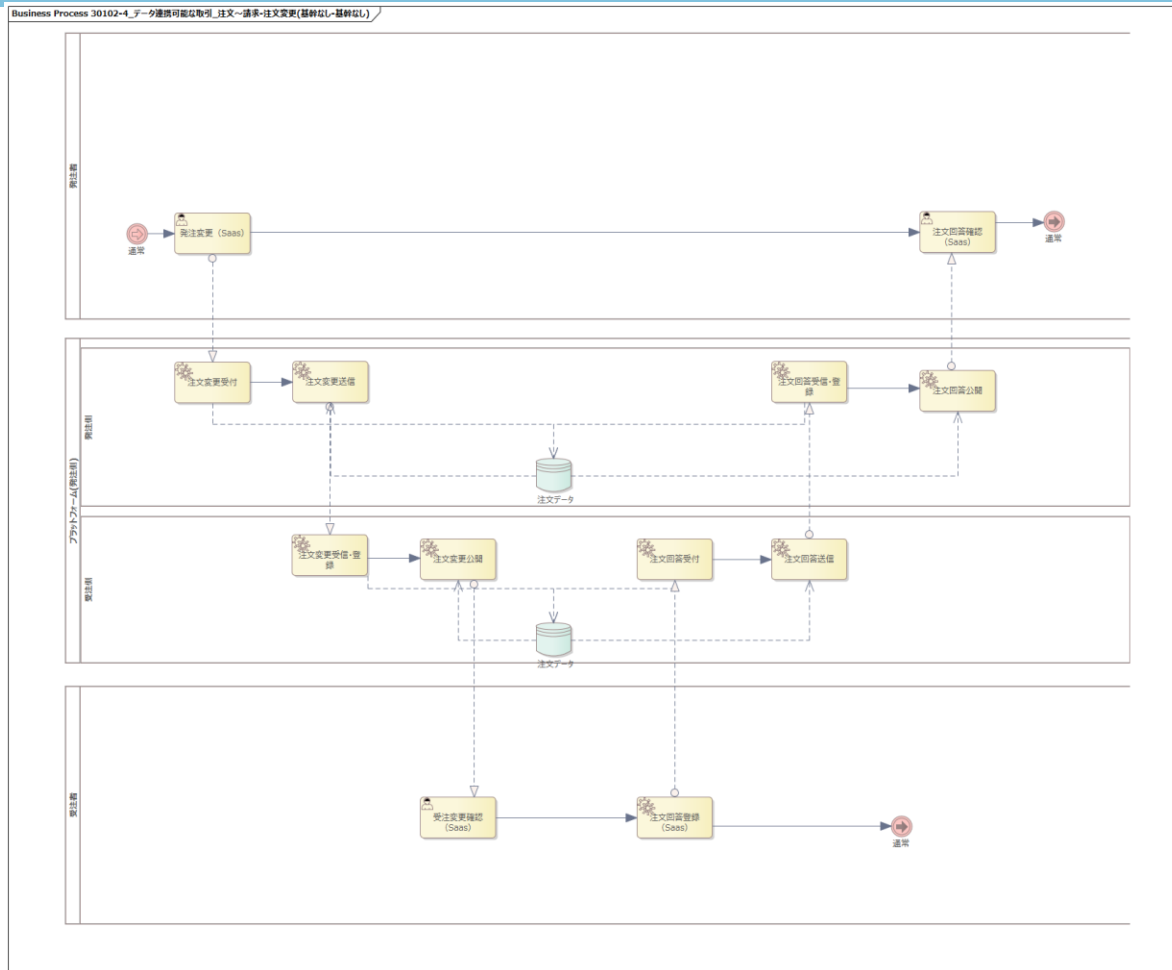 Business Process 30102-4_データ連携可能な取引_注文～請求-注文変更(基幹なし-基幹なし)
発注者
通常
発注変更（Saas）
注文回答確認
（Saas）
通常
プラットフォーム(発注側)
発注側
注文変更受付
注文変更送信
注文回答受信・登
録
注文回答公開
注文データ
受注側
注文変更受信・登
録
注文変更公開
注文回答受付
注文回答送信
注文データ
受注者
受注変更確認
（Saas）
注文回答登録
（Saas）
通常